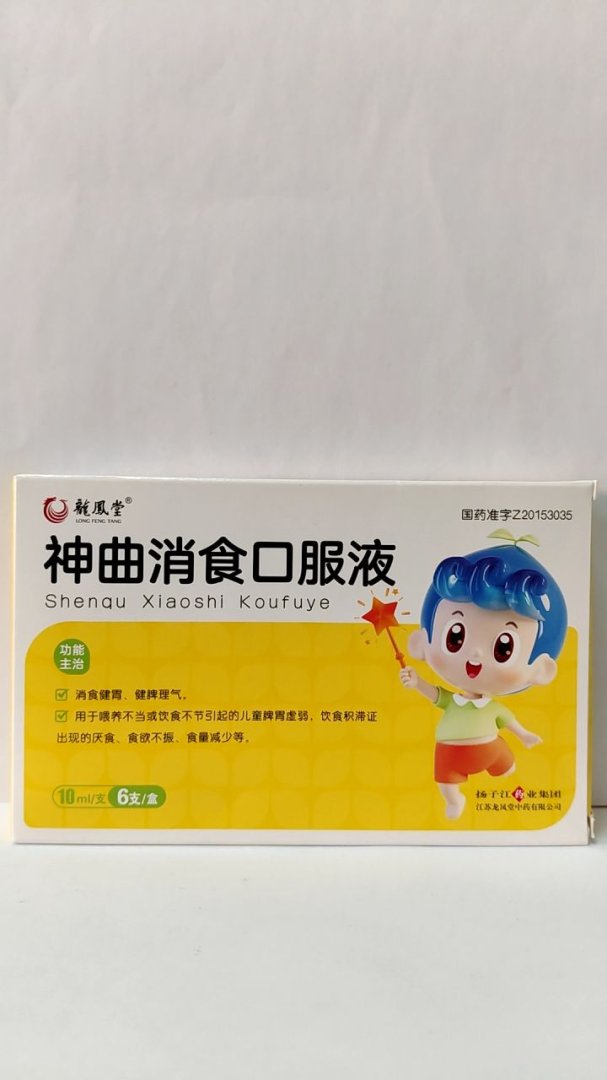 龍鳳堂®
LONG FENG TANG
国药准字Z20153035
神曲消食口服液
Shenqu Xiaoshi Koufuye
功能
主治
消食健胃、健脾理气。
用于喂养不当或饮食不节引起的儿童脾胃虚弱，饮食积滞证
出现的厌食、食欲不振、食量减少等。
10ml/支 6支/盒
扬子江药业集团
江苏龙凤堂中药有限公司